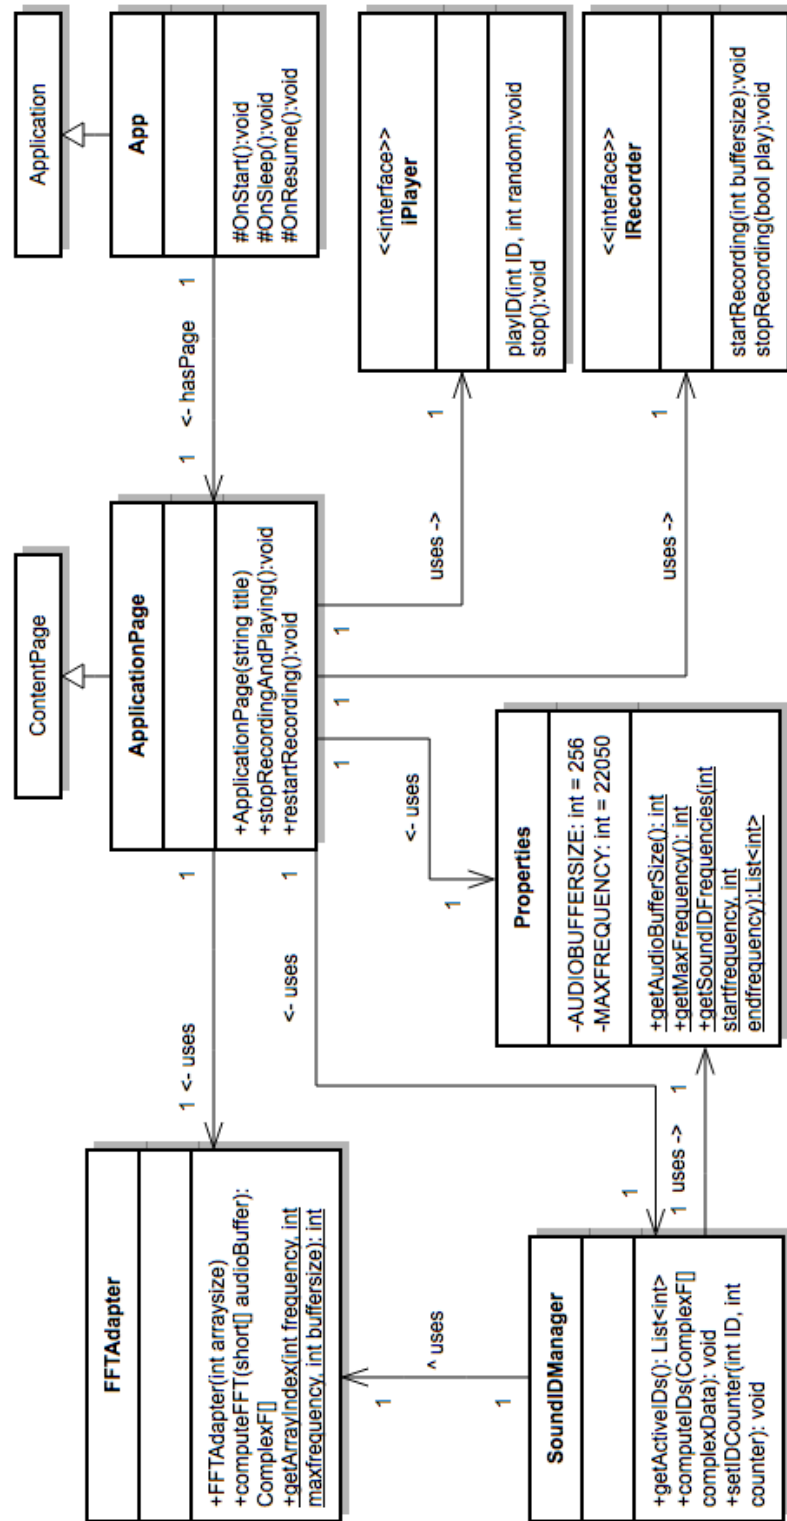 ContentPage
Application
FFTAdapter
+FFTAdapter(int arraysize)
+computeFFT(short[] audioBuffer):
ComplexF[]
+getArrayIndex(int frequency, int
maxfrequency, int buffersize): int
1
<- uses
1
ApplicationPage
+ApplicationPage(string title)
+stopRecordingAndPlaying():void
+restartRecording():void
1
<- hasPage
1
App
#OnStart():void
#OnSleep():void
#OnResume():void
1
<- uses
1
1
1
1
^ uses
1
<- uses
1
uses ->
1
<<interface>>
iPlayer
playID(int ID, int random):void
stop():void
SoundIDManager
+getActiveIDs(): List<int>
+computeIDs(ComplexF[]
complexData): void
+setIDCounter(int ID, int
counter): void
1
1
uses ->
1
Properties
-AUDIOBUFFERSIZE: int = 256
-MAXFREQUENCY: int = 22050
+getAudioBufferSize(): int
+getMaxFrequency(): int
+getSoundIDFrequencies(int
startfrequency, int
endfrequency):List<int>
uses ->
1
<<interface>>
IRecorder
startRecording(int buffersize):void
stopRecording(bool play):void